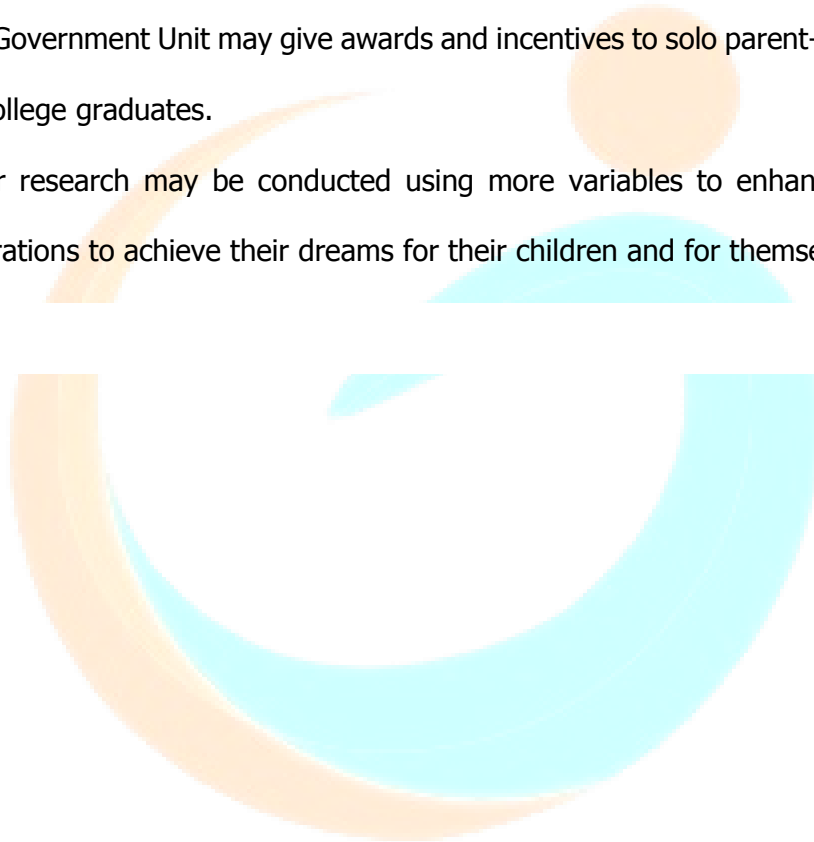 Government Unit may give awards and incentives to solo parent-
ollege graduates.
r research may be conducted using more variables to enhan
rations to achieve their dreams for their children and for themse